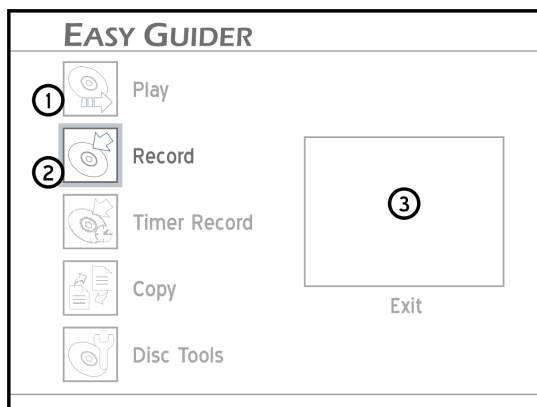 EASY GUIDER
1
Play
2
Record
3
Timer Record
Copy
Exit
Disc Tools